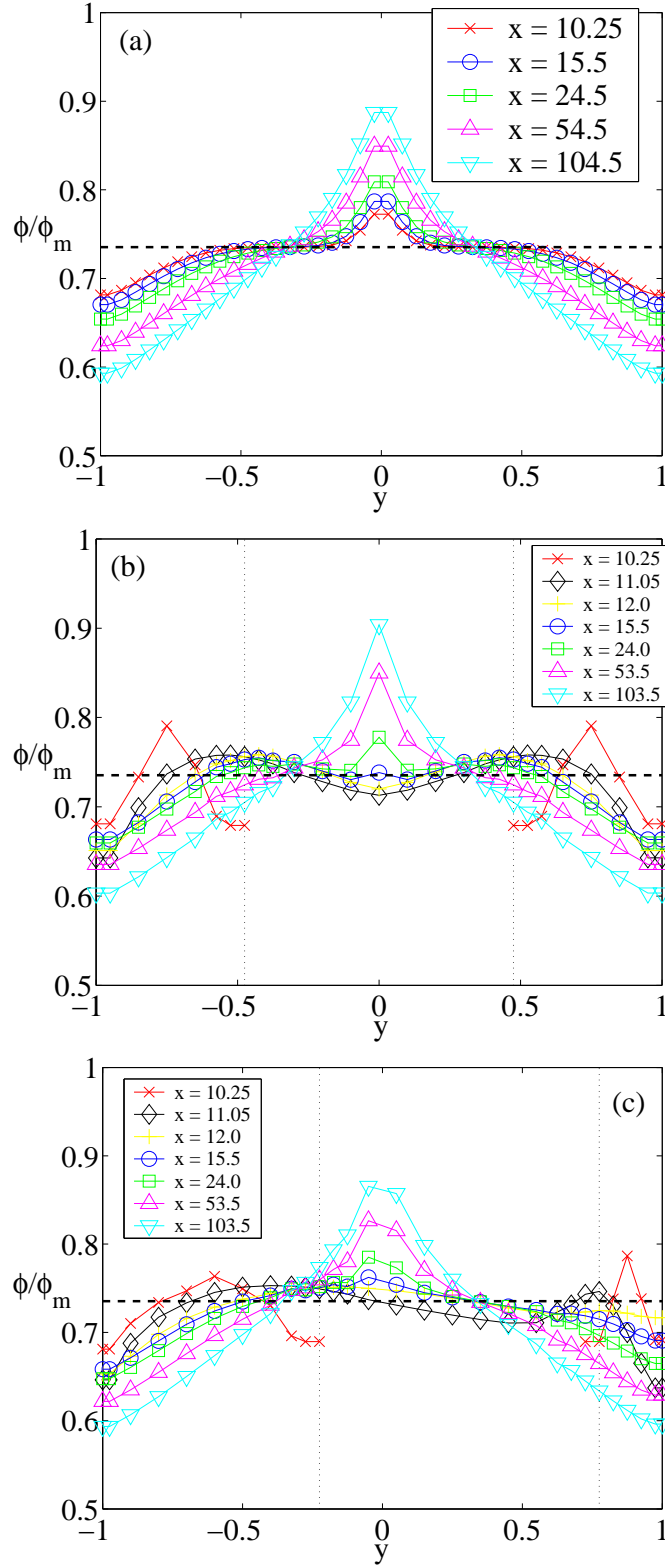 (a)
x = 10.25
x = 15.5
x = 24.5
x = 54.5
x = 104.5
1
0.9
0.8
ϕ/ϕm
0.7
0.6
0.5
−1
−0.5
0
0.5
1
y
(b)
x = 10.25
x = 11.05
x = 12.0
x = 15.5
x = 24.0
x = 53.5
x = 103.5
1
0.9
0.8
ϕ/ϕm
0.7
0.6
0.5
-1
−0.5
0
0.5
1
y
(c)
x = 10.25
x = 11.05
x = 12.0
x = 15.5
x = 24.0
x = 53.5
x = 103.5
1
0.9
0.8
ϕ/ϕm
0.7
0.6
0.5
−1
−0.5
0
0.5
1
y